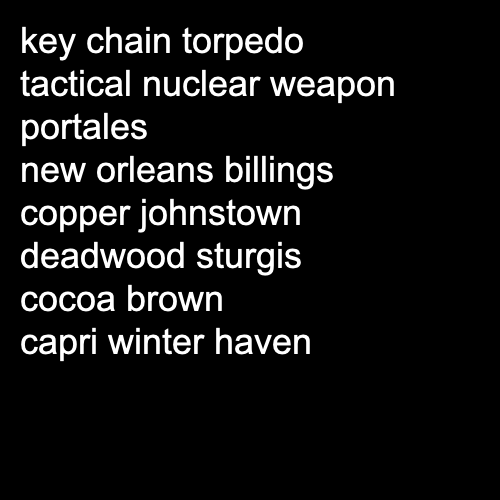 key chain torpedo
tactical nuclear weapon
portales
new orleans billings
copper johnstown
deadwood sturgis
cocoa brown
capri winter haven